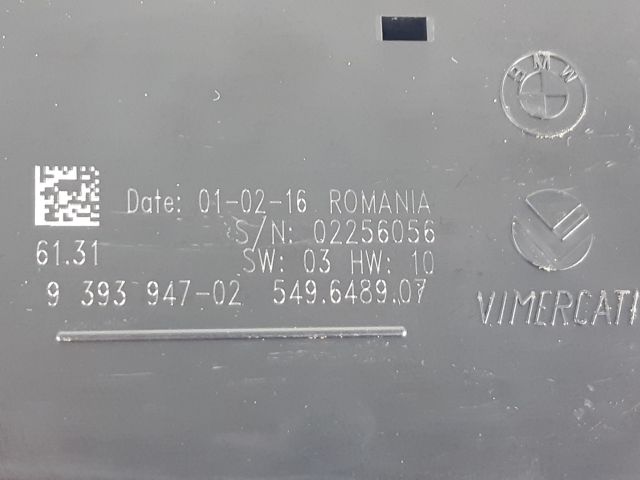 BMW
Date: 01-02-16 ROMANIA
S/N: 02256056
61.31
SW: 03 HW: 10
9 393 947-02 549.6489.07
VIMERCATI